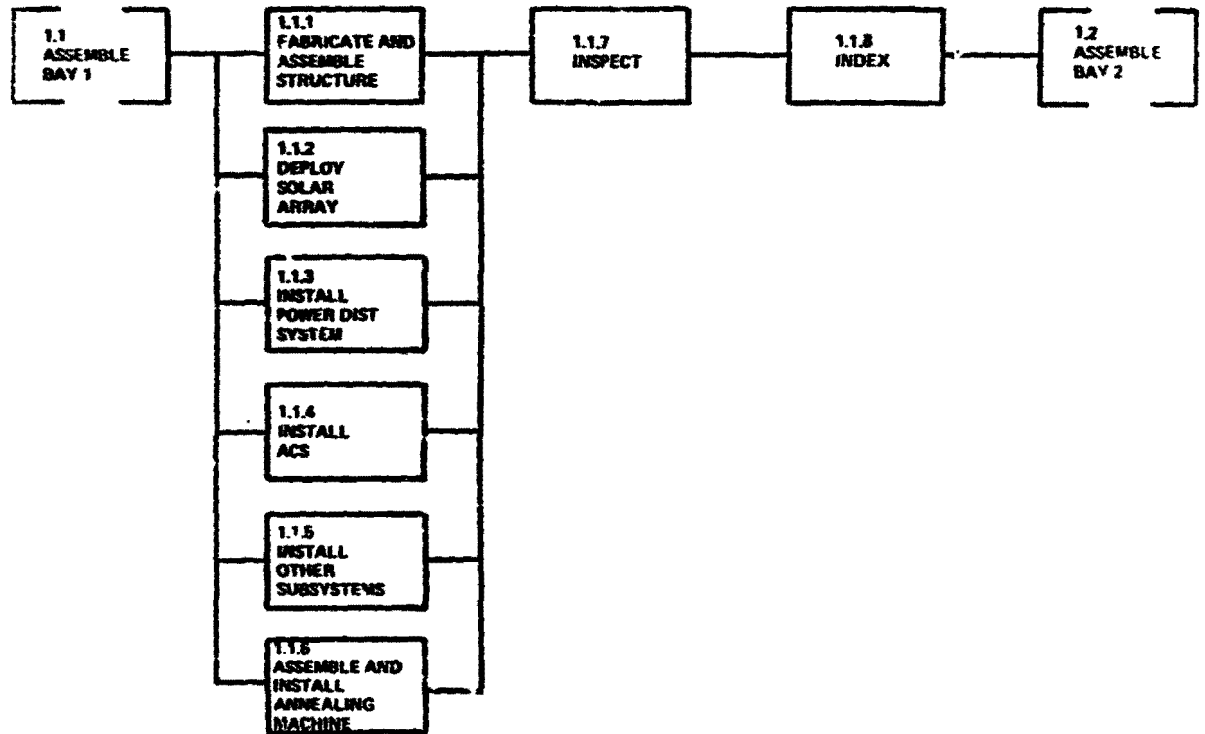 1.1
ASSEMBLE
BAY 1
1.1.1
FABRICATE AND
ASSEMBLE
STRUCTURE
1.1.7
INSPECT
1.1.8
INDEX
1.2
ASSEMBLE
BAY 2
1.1.2
DEPLOY
SOLAR
ARRAY
1.1.3
INSTALL
POWER DIST
SYSTEM
1.1.4
INSTALL
ACS
1.1.5
INSTALL
OTHER
SUBSYSTEMS
1.1.6
ASSEMBLE AND
INSTALL
ANNEALING
MACHINE